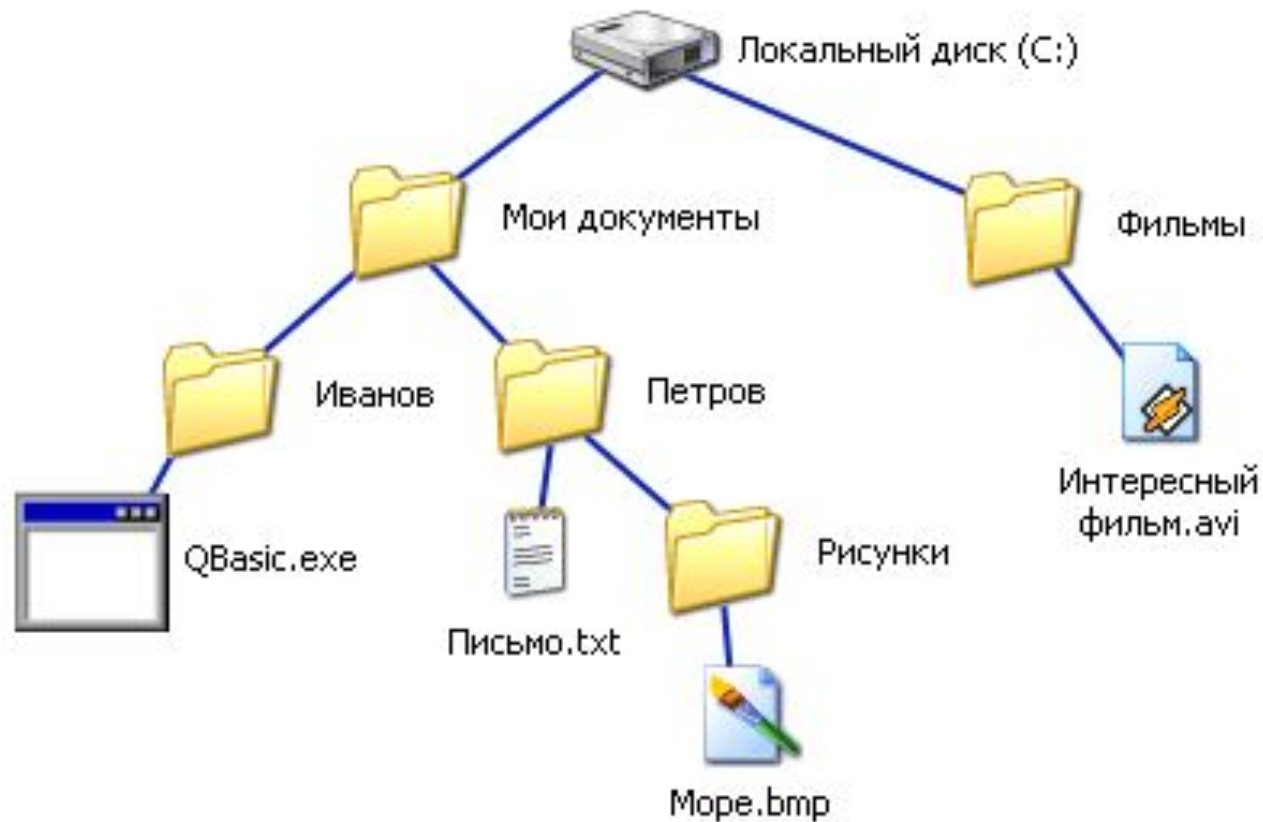 Локальный диск (C:)
Мои документы
Фильмы
Иванов
Петров
Интересный
фильм.avi
QBasic.exe
Рисунки
Письмо.txt
Море.bmp